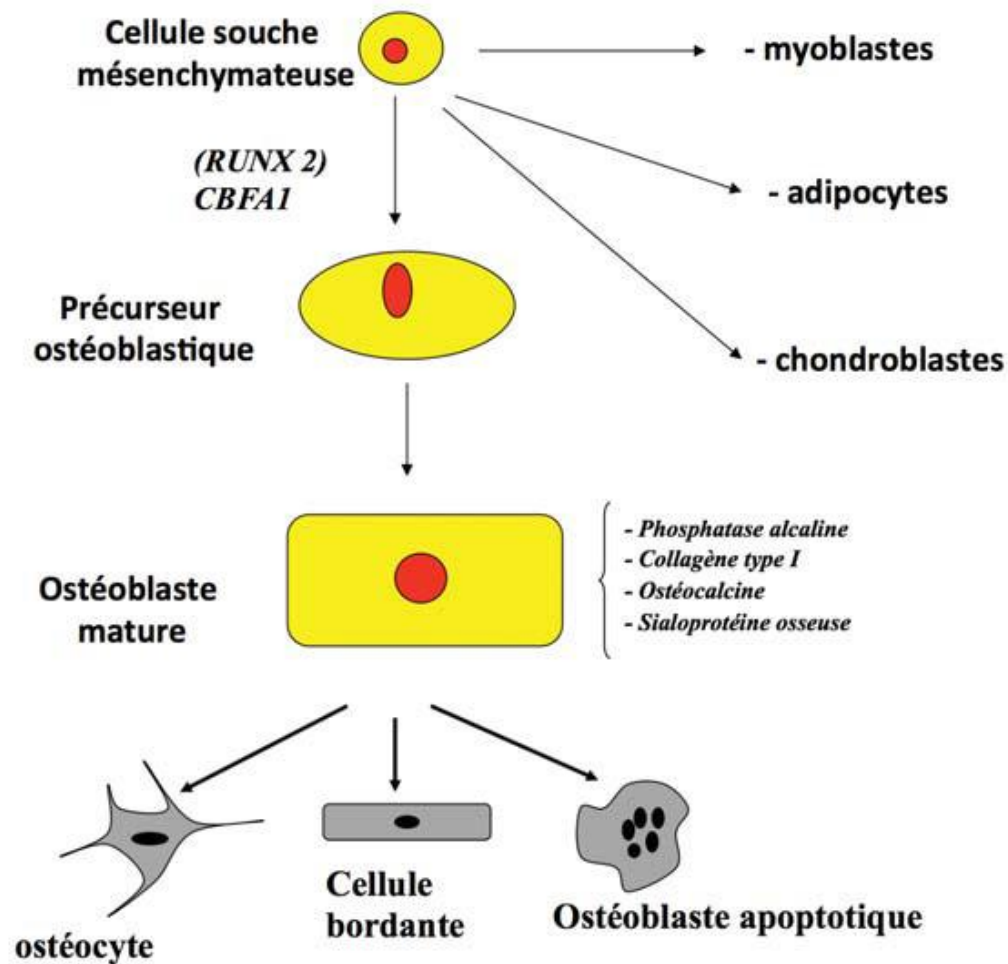 Cellule souche
mésenchymateuse
- myoblastes
(RUNX 2)
CBFA1
- adipocytes
Précurseur
ostéoblastique
- chondroblastes
Ostéoblaste
mature
- Phosphatase alcaline
- Collagène type I
- Ostéocalcine
- Sialoprotéine osseuse
ostéocyte
Cellule
bordante
Ostéoblaste apoptotique